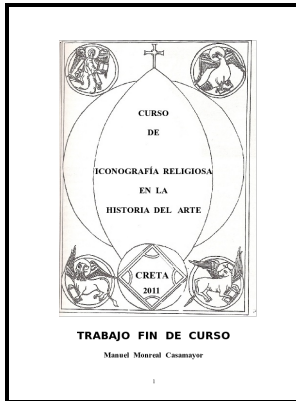 CURSO
DE
ICONOGRAFÍA RELIGIOSA
EN LA
HISTORIA DEL ARTE
CRETA
2011
TRABAJO FIN DE CURSO
Manuel Monreal Casamayor
1